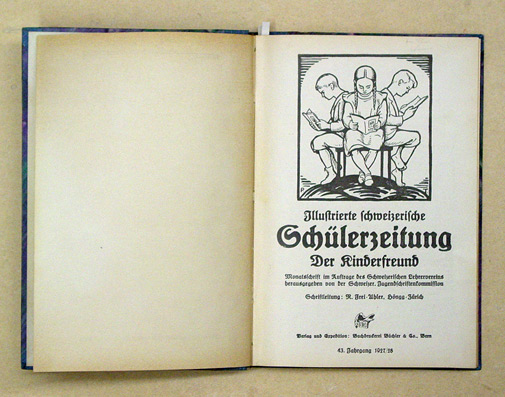 Illustrierte schweizerische
Schülerzeitung
Der Kinderfreund
Monatsschrift im Auftrage des Schweizerischen Lehrervereins
herausgegeben von der Schweizer. Jugendschriftenkommission
Schriftleitung: R. Frei-Uhler, Höngg-Zürich
Verlag und Expedition: Buchdruckerei Büchler & Co., Bern
43. Jahrgang 1927/28